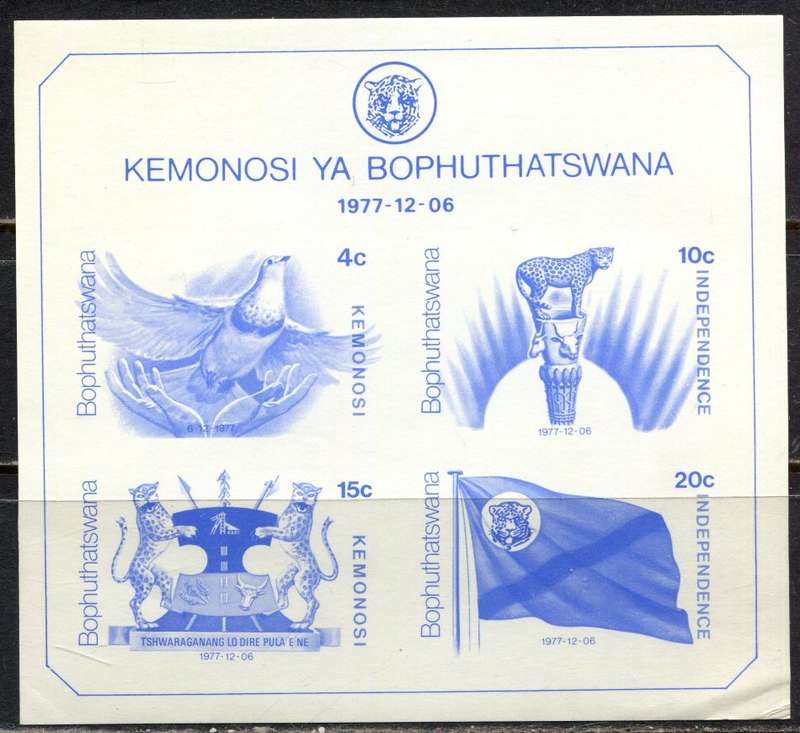 KEMONOSI YA BOPHUTHATSWANA
1977-12-06
Bophuthatswana
4c
KEMONOSI
6.12.1977
Bophuthatswana
10c
INDEPENDENCE
1977-12-06
Bophuthatswana
15c
KEMONOSI
TSHWARAGANANG LO DIRE PULA E NE
1977-12-06
Bophuthatswana
20c
INDEPENDENCE
1977-12-06